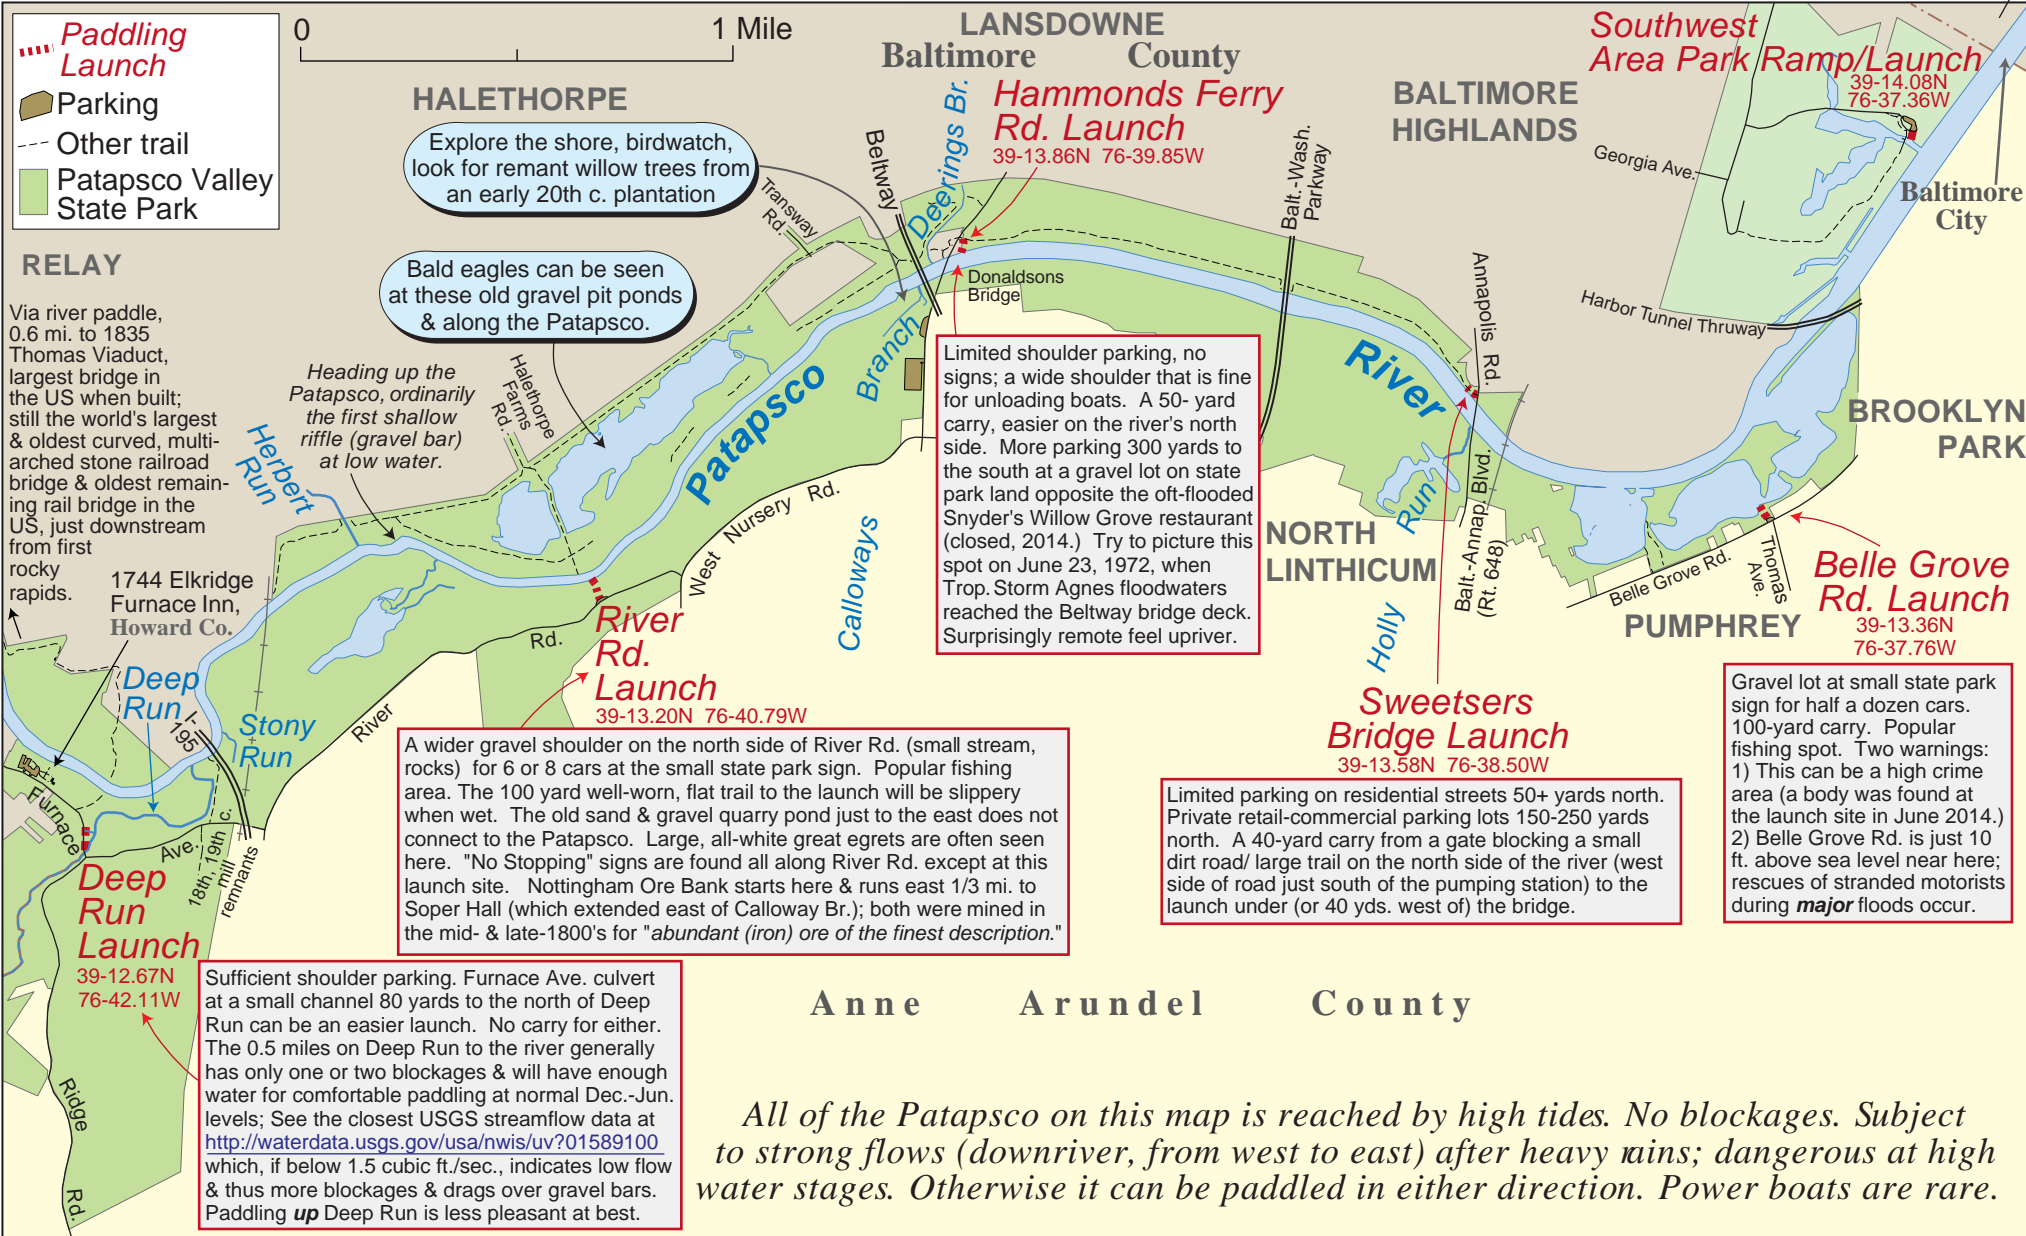 Paddling
Launch
Parking
Other trail
Patapsco Valley
State Park
0
1 Mile
LANSDOWNE
Baltimore County
HALETHORPE
Explore the shore, birdwatch,
look for remant willow trees from
an early 20th c. plantation
Bald eagles can be seen
at these old gravel pit ponds
& along the Patapsco.
Transway
Rd.
Beltway
Deerings Br.
Hammonds Ferry
Rd. Launch
39-13.86N 76-39.85W
Donaldsons
Bridge
Balt.-Wash.
Parkway
BALTIMORE
HIGHLANDS
Southwest
Area Park Ramp/Launch
39-14.08N
76-37.36W
Georgia Ave.
Baltimore
City
Harbor Tunnel Thruway
Annapolis Rd.
BROOKLYN
PARK
RELAY
Via river paddle,
0.6 mi. to 1835
Thomas Viaduct,
largest bridge in
the US when built;
still the world's largest
& oldest curved, multi-
arched stone railroad
bridge & oldest remain-
ing rail bridge in the
US, just downstream
from first
rocky
rapids.
Heading up the
Patapsco, ordinarily
the first shallow
riffle (gravel bar)
at low water.
Halethorpe
Farms
Rd.
Herbert
Run
Patapsco
River
Branch
Calloways
West Nursery Rd.
Limited shoulder parking, no
signs; a wide shoulder that is fine
for unloading boats. A 50- yard
carry, easier on the river's north
side. More parking 300 yards to
the south at a gravel lot on state
park land opposite the oft-flooded
Snyder's Willow Grove restaurant
(closed, 2014.) Try to picture this
spot on June 23, 1972, when
Trop. Storm Agnes floodwaters
reached the Beltway bridge deck.
Surprisingly remote feel upriver.
NORTH
LINTHICUM
Holly
Run
Balt.-Annap. Blvd.
(Rt. 648)
Belle Grove Rd.
Thomas
Ave.
PUMPHREY
Belle Grove
Rd. Launch
39-13.36N
76-37.76W
Gravel lot at small state park
sign for half a dozen cars.
100-yard carry. Popular
fishing spot. Two warnings:
1) This can be a high crime
area (a body was found at
the launch site in June 2014.)
2) Belle Grove Rd. is just 10
ft. above sea level near here;
rescues of stranded motorists
during major floods occur.
Sweetsers
Bridge Launch
39-13.58N 76-38.50W
Limited parking on residential streets 50+ yards north.
Private retail-commercial parking lots 150-250 yards
north. A 40-yard carry from a gate blocking a small
dirt road/ large trail on the north side of the river (west
side of road just south of the pumping station) to the
launch under (or 40 yds. west of) the bridge.
1744 Elkridge
Furnace Inn,
Howard Co.
Deep
Run
I-
195
Stony
Run
River
Rd.
River
Rd.
Launch
39-13.20N 76-40.79W
A wider gravel shoulder on the north side of River Rd. (small stream,
rocks) for 6 or 8 cars at the small state park sign. Popular fishing
area. The 100 yard well-worn, flat trail to the launch will be slippery
when wet. The old sand & gravel quarry pond just to the east does not
connect to the Patapsco. Large, all-white great egrets are often seen
here. "No Stopping" signs are found all along River Rd. except at this
launch site. Nottingham Ore Bank starts here & runs east 1/3 mi. to
Soper Hall (which extended east of Calloway Br.); both were mined in
the mid- & late-1800's for "abundant (iron) ore of the finest description."
Furnace
Ave.
18th, 19th c.
mill
remnants
Deep
Run
Launch
39-12.67N
76-42.11W
Sufficient shoulder parking. Furnace Ave. culvert
at a small channel 80 yards to the north of Deep
Run can be an easier launch. No carry for either.
The 0.5 miles on Deep Run to the river generally
has only one or two blockages & will have enough
water for comfortable paddling at normal Dec.-Jun.
levels; See the closest USGS streamflow data at
http://waterdata.usgs.gov/usa/nwis/uv?01589100
which, if below 1.5 cubic ft./sec., indicates low flow
& thus more blockages & drags over gravel bars.
Paddling up Deep Run is less pleasant at best.
Ridge
Rd.
Anne Arundel County
All of the Patapsco on this map is reached by high tides. No blockages. Subject
to strong flows (downriver, from west to east) after heavy rains; dangerous at high
water stages. Otherwise it can be paddled in either direction. Power boats are rare.